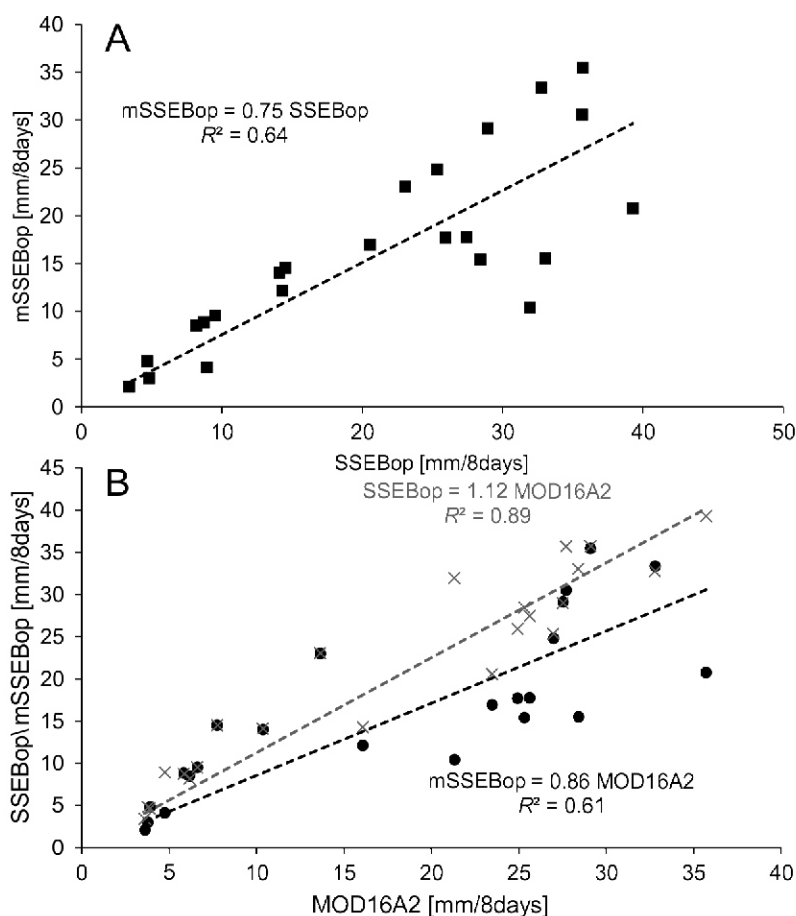 A
40
35
30
25
20
15
10
5
0
mSSEBop [mm/8days]
mSSEBop = 0.75 SSEBop
R² = 0.64
0 10 20 30 40 50
SSEBop [mm/8days]
B
45
40
35
30
25
20
15
10
5
0
SSEBop\ mSSEBop [mm/8days]
SSEBop = 1.12 MOD16A2
R² = 0.89
mSSEBop = 0.86 MOD16A2
R² = 0.61
0 5 10 15 20 25 30 35 40
MOD16A2 [mm/8days]